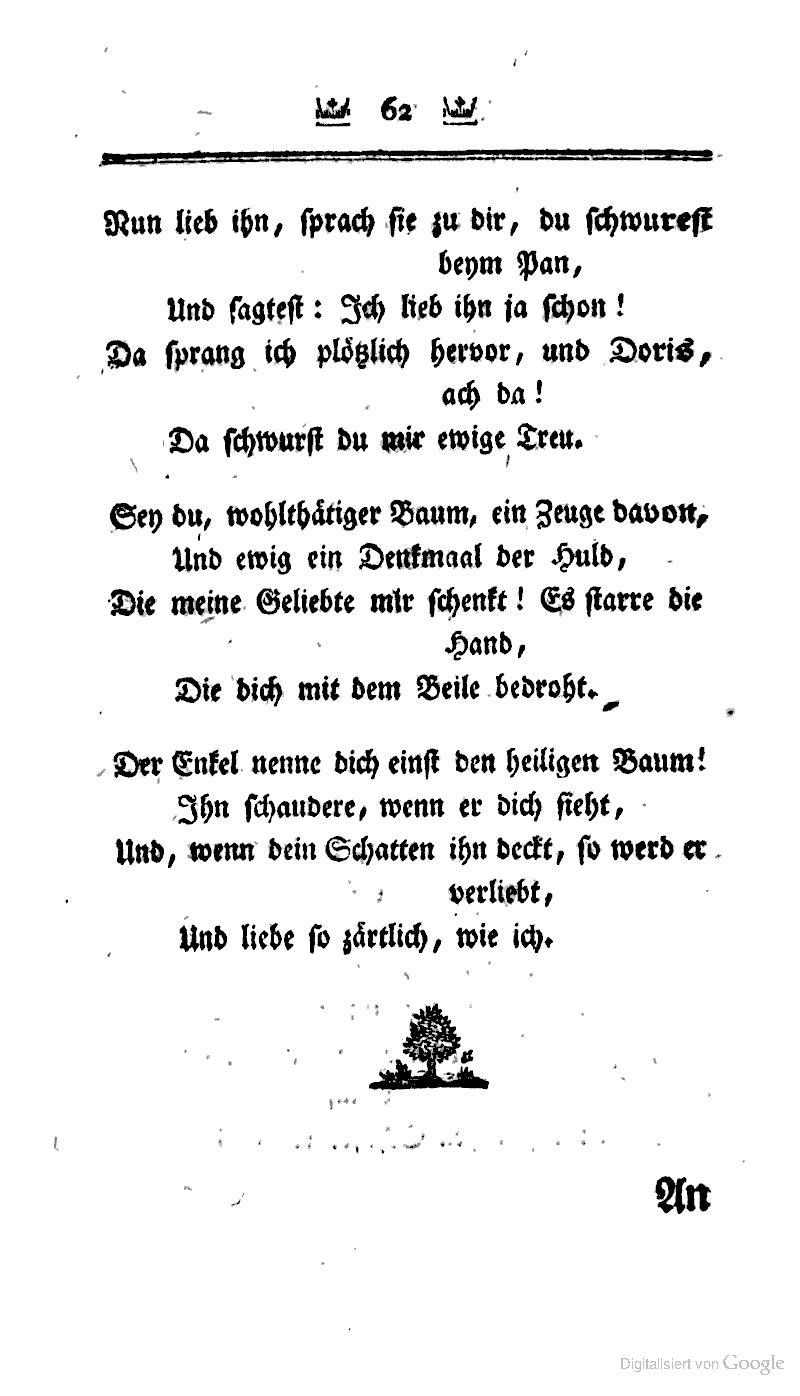 62
Nun lieb ihn, sprach sie zu dir, du schwurest
beym Pan,
Und sagtest: Ich lieb ihn ja schon!
Da sprang ich plötzlich hervor, und Doris,
ach da!
Da schwurst du mir ewige Treu.
Sey du, wohlthätiger Baum, ein Zeuge davon,
Und ewig ein Denkmaal der Huld,
Die meine Geliebte mir schenkt! Es starre die
Hand,
Die dich mit dem Beile bedroht.
Der Enkel nenne dich einst den heiligen Baum!
Ihn schaudere, wenn er dich sieht,
Und, wenn dein Schatten ihn deckt, so werd er
verliebt,
Und liebe so zärtlich, wie ich.
An
Digitalisiert von Google